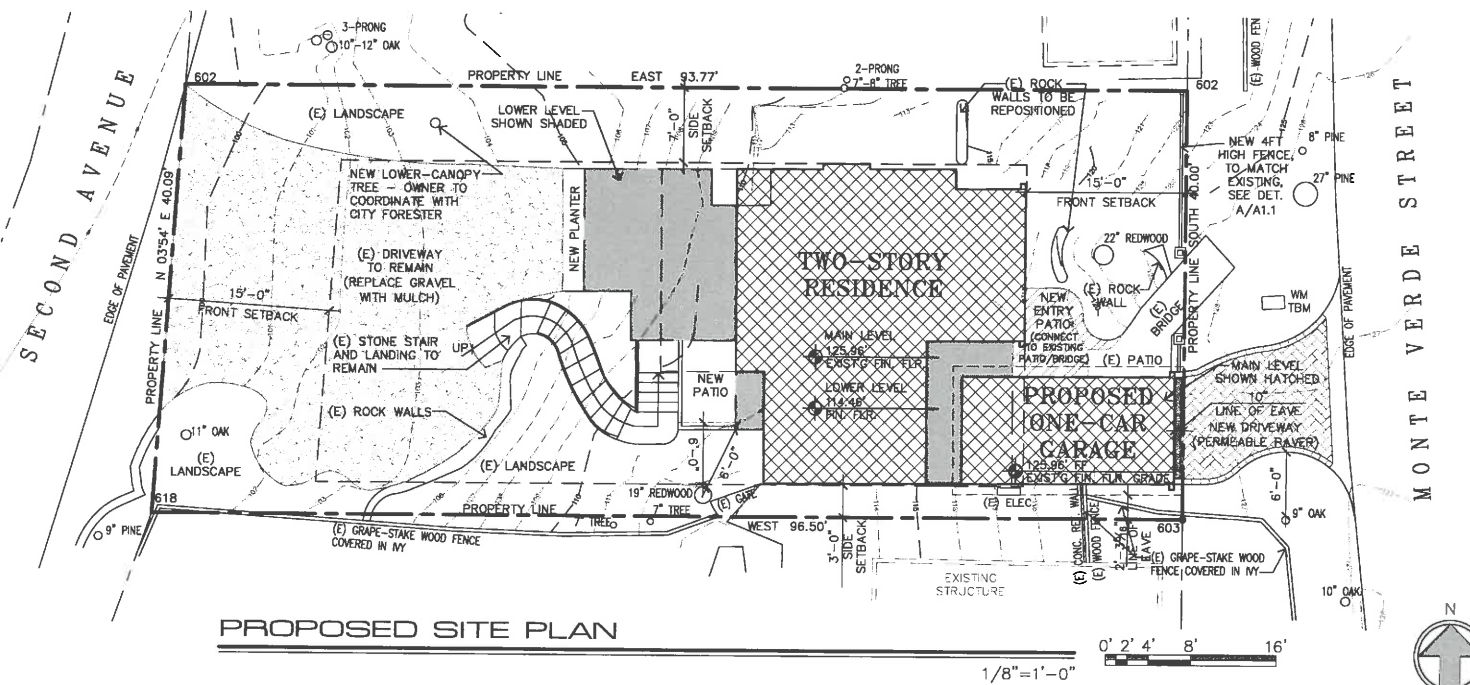 3-PRONG
10"-12" OAK
602
PROPERTY LINE
EAST 93.77'
2-PRONG
7"-8" TREE
602
(E) WOOD FEN
(E) ROCK
WALLS TO BE
REPOSITIONED
(E) LANDSCAPE
LOWER LEVEL
SHOWN SHADED
7'-0"
SIDE
SETBACK
NEW 4FT
HIGH FENCE,
TO MATCH
EXISTING,
SEE DET.
A/A1.1
8" PINE
27" PINE
SECOND AVENUE
EDGE OF PAVEMENT
PROPERTY LINE N 03°54' E 40.09'
NEW LOWER-CANOPY
TREE - OWNER TO
COORDINATE WITH
CITY FORESTER
NEW PLANTER
(E) DRIVEWAY
TO REMAIN
(REPLACE GRAVEL
WITH MULCH)
15'-0"
FRONT SETBACK
15'-0"
FRONT SETBACK
PROPERTY LINE SOUTH 40.00'
TWO-STORY
RESIDENCE
22" REDWOOD
(E) ROCK
WALL
(E)
BRIDGE
WM
TBM
EDGE OF PAVEMENT
MONTE VERDE STREET
(E) STONE STAIR
AND LANDING TO
REMAIN
UP
NEW
ENTRY
PATIO
(CONNECT
TO EXISTING
PATIO/BRIDGE)
(E) PATIO
MAIN LEVEL
125.96'
EXIST'G FIN. FLR.
LOWER LEVEL
114.46'
FIN. FLR.
NEW
PATIO
MAIN LEVEL
SHOWN HATCHED
10"
LINE OF EAVE
NEW DRIVEWAY
(PERMEABLE PAVER)
PROPOSED
ONE-CAR
GARAGE
125.96' FF
EXIST'G FIN. FLR. GRADE
(E) ROCK WALLS
11" OAK
(E)
LANDSCAPE
(E) LANDSCAPE
6'-0"
6'-0"
6'-0"
19" REDWOOD
(E) GATE
(E) ELEC.
618
PROPERTY LINE
7" TREE
7" TREE
WEST 96.50'
603
9" OAK
9" PINE
(E) GRAPE-STAKE WOOD FENCE
COVERED IN IVY
3'-0"
SIDE
SETBACK
(E) CONC. RET. WALL
(E) WOOD FENCE
LINE OF
EAVE
(E) GRAPE-STAKE WOOD
FENCE COVERED IN IVY
EXISTING
STRUCTURE
10" OAK
N
PROPOSED SITE PLAN
1/8"=1'-0"
0' 2' 4' 8' 16'